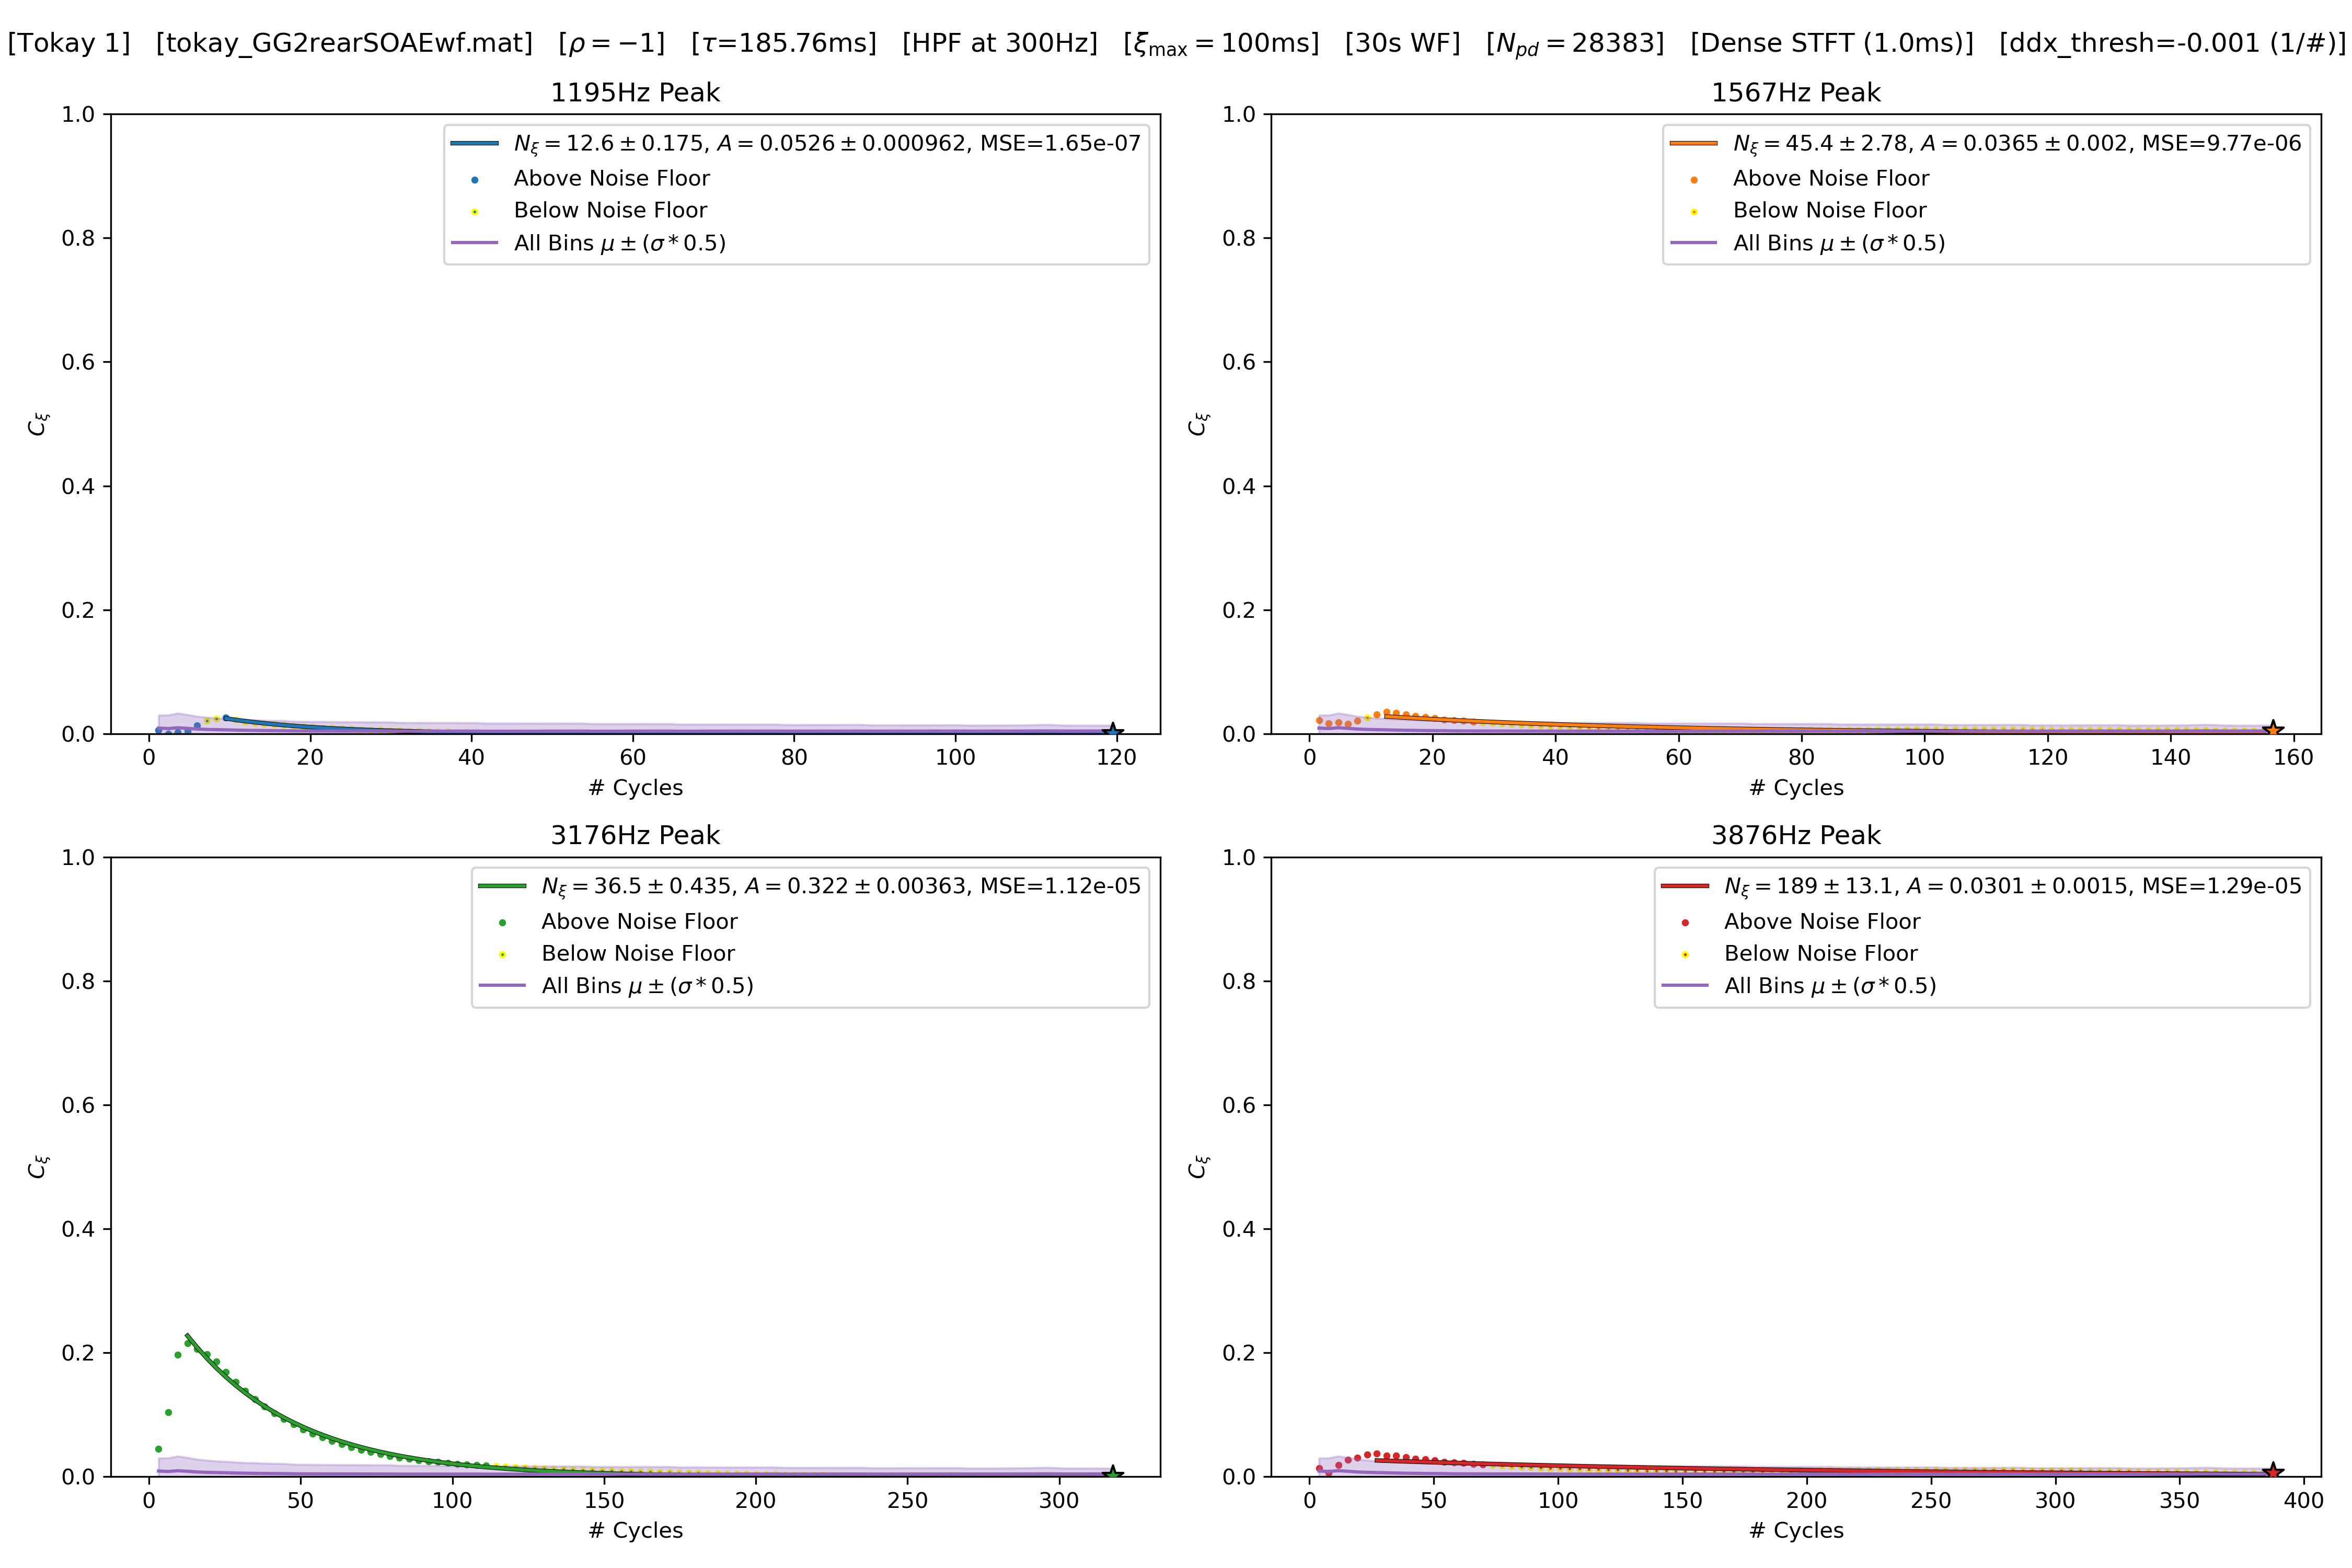 [Tokay 1] [tokay_GG2rearSOAEwf.mat] [ρ = −1] [τ=185.76ms] [HPF at 300Hz] [ξmax = 100ms] [30s WF] [Npd = 28383] [Dense STFT (1.0ms)] [ddx_thresh=-0.001 (1/#)]
1195Hz Peak
Nξ = 12.6 ± 0.175, A = 0.0526 ± 0.000962, MSE=1.65e-07
Above Noise Floor
Below Noise Floor
All Bins μ ± (σ * 0.5)
1.0
0.8
0.6
0.4
0.2
0.0
Cξ
0 20 40 60 80 100 120
# Cycles
1567Hz Peak
Nξ = 45.4 ± 2.78, A = 0.0365 ± 0.002, MSE=9.77e-06
Above Noise Floor
Below Noise Floor
All Bins μ ± (σ * 0.5)
1.0
0.8
0.6
0.4
0.2
0.0
Cξ
0 20 40 60 80 100 120 140 160
# Cycles
3176Hz Peak
Nξ = 36.5 ± 0.435, A = 0.322 ± 0.00363, MSE=1.12e-05
Above Noise Floor
Below Noise Floor
All Bins μ ± (σ * 0.5)
1.0
0.8
0.6
0.4
0.2
0.0
Cξ
0 50 100 150 200 250 300
# Cycles
3876Hz Peak
Nξ = 189 ± 13.1, A = 0.0301 ± 0.0015, MSE=1.29e-05
Above Noise Floor
Below Noise Floor
All Bins μ ± (σ * 0.5)
1.0
0.8
0.6
0.4
0.2
0.0
Cξ
0 50 100 150 200 250 300 350 400
# Cycles